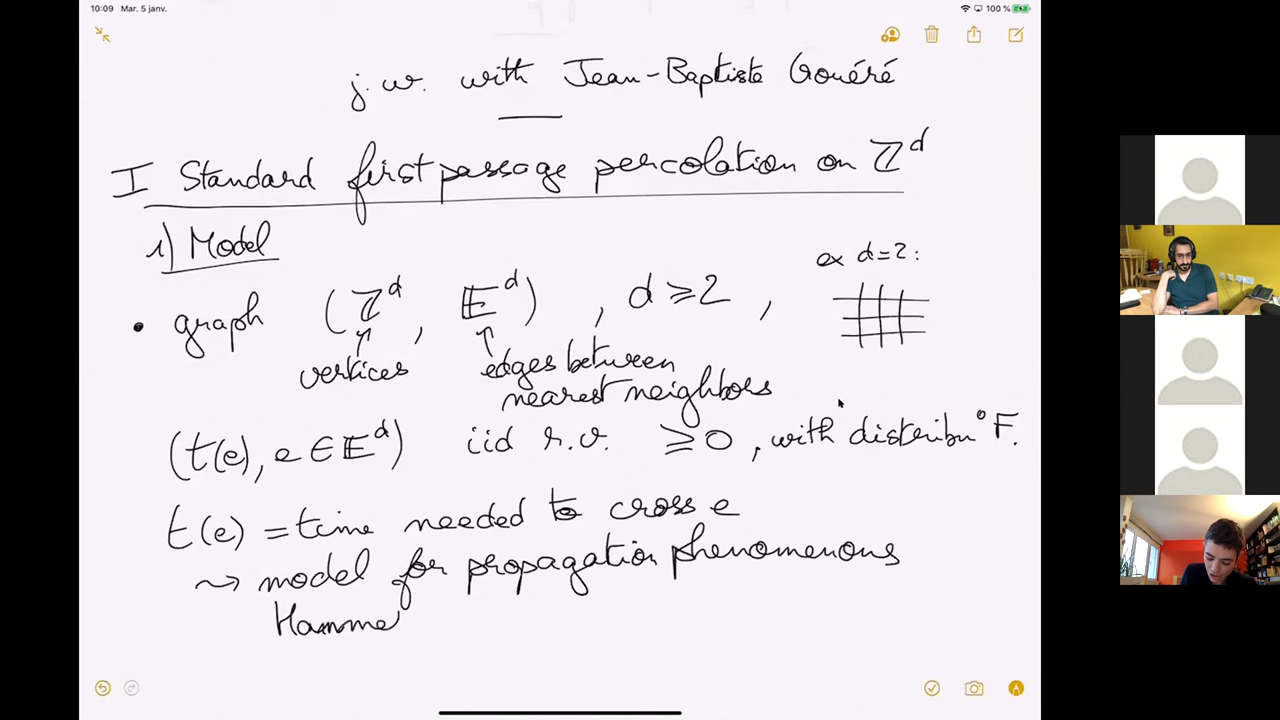 10:09 Mar. 5 janv.
100 %
j. w. with Jean-Baptiste Gouéré
I Standard first passage percolation on ℤ^d
1) Model
ex d=2:
• graph (ℤ^d, 𝔼^d), d ⩾ 2,
vertices
edges between
nearest neighbors
(t(e), e ∈ 𝔼^d) iid r.v. ⩾ 0, with distribu° F.
t(e) = time needed to cross e
⇝ model for propagation phenomenons
Hamme